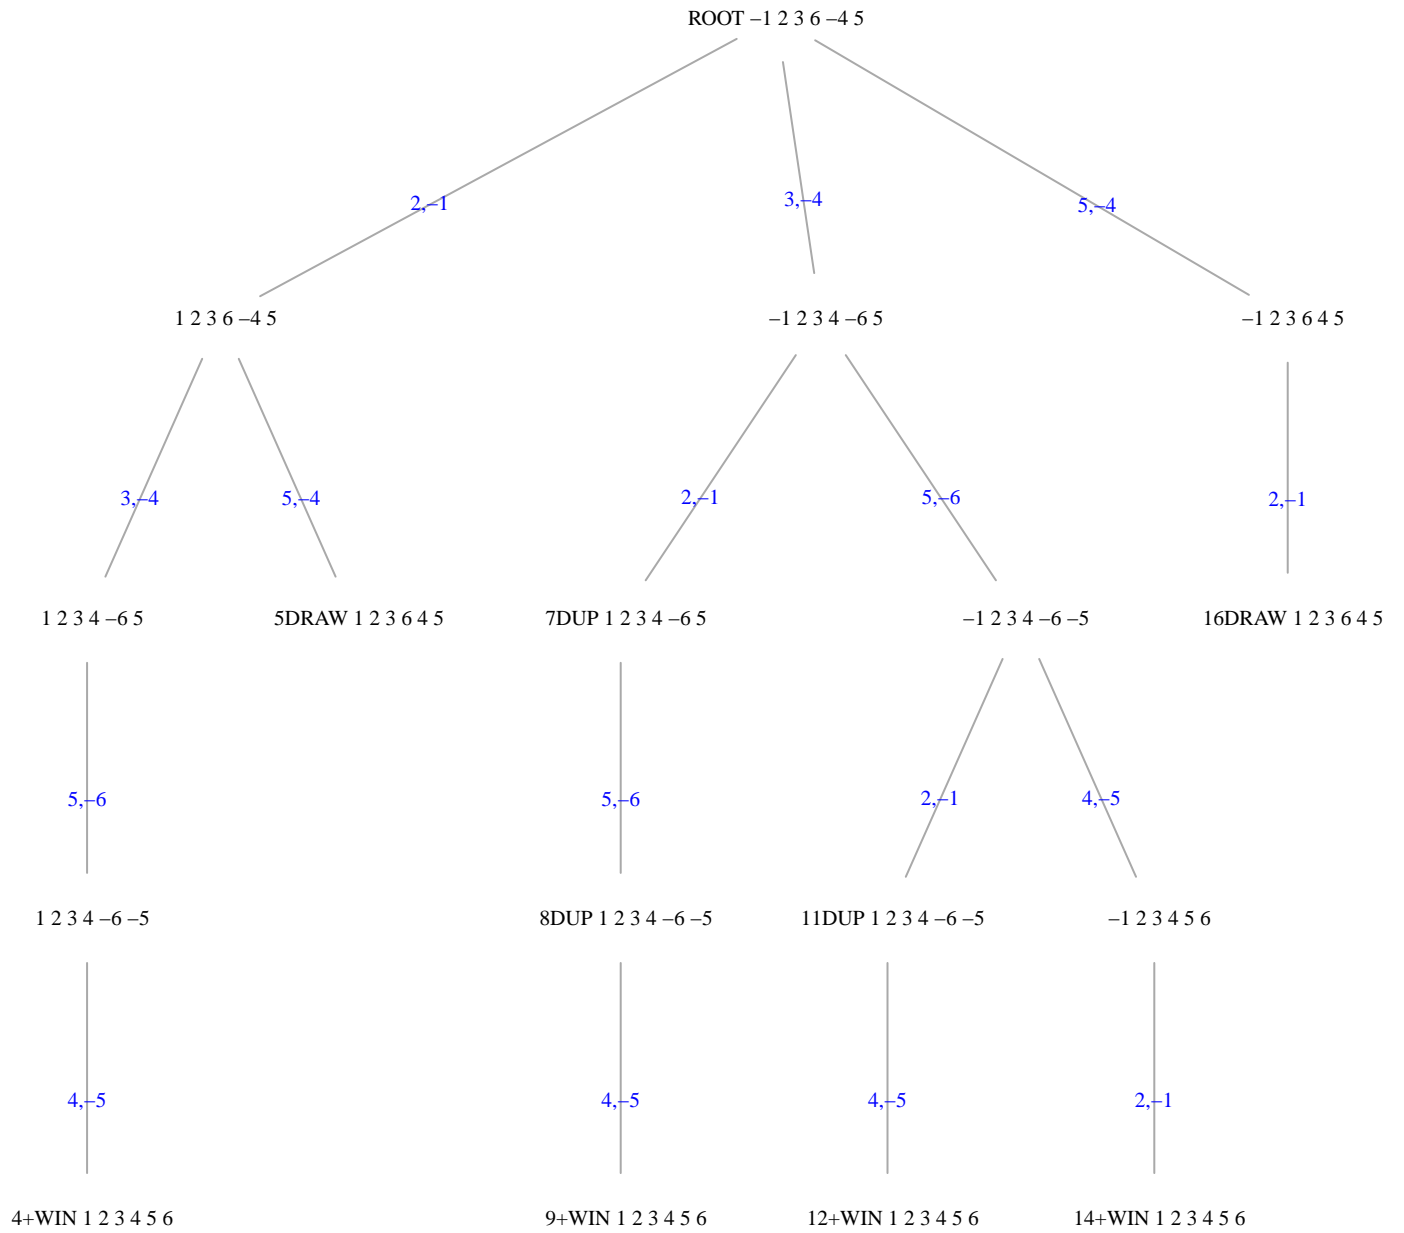 ROOT –1 2 3 6 –4 5
2,–1
3,–4
5,–4
1 2 3 6 –4 5
–1 2 3 4 –6 5
–1 2 3 6 4 5
3,–4
5,–4
2,–1
5,–6
2,–1
1 2 3 4 –6 5
5DRAW 1 2 3 6 4 5
7DUP 1 2 3 4 –6 5
–1 2 3 4 –6 –5
16DRAW 1 2 3 6 4 5
5,–6
5,–6
2,–1
4,–5
1 2 3 4 –6 –5
8DUP 1 2 3 4 –6 –5
11DUP 1 2 3 4 –6 –5
–1 2 3 4 5 6
4,–5
4,–5
4,–5
2,–1
4+WIN 1 2 3 4 5 6
9+WIN 1 2 3 4 5 6
12+WIN 1 2 3 4 5 6
14+WIN 1 2 3 4 5 6